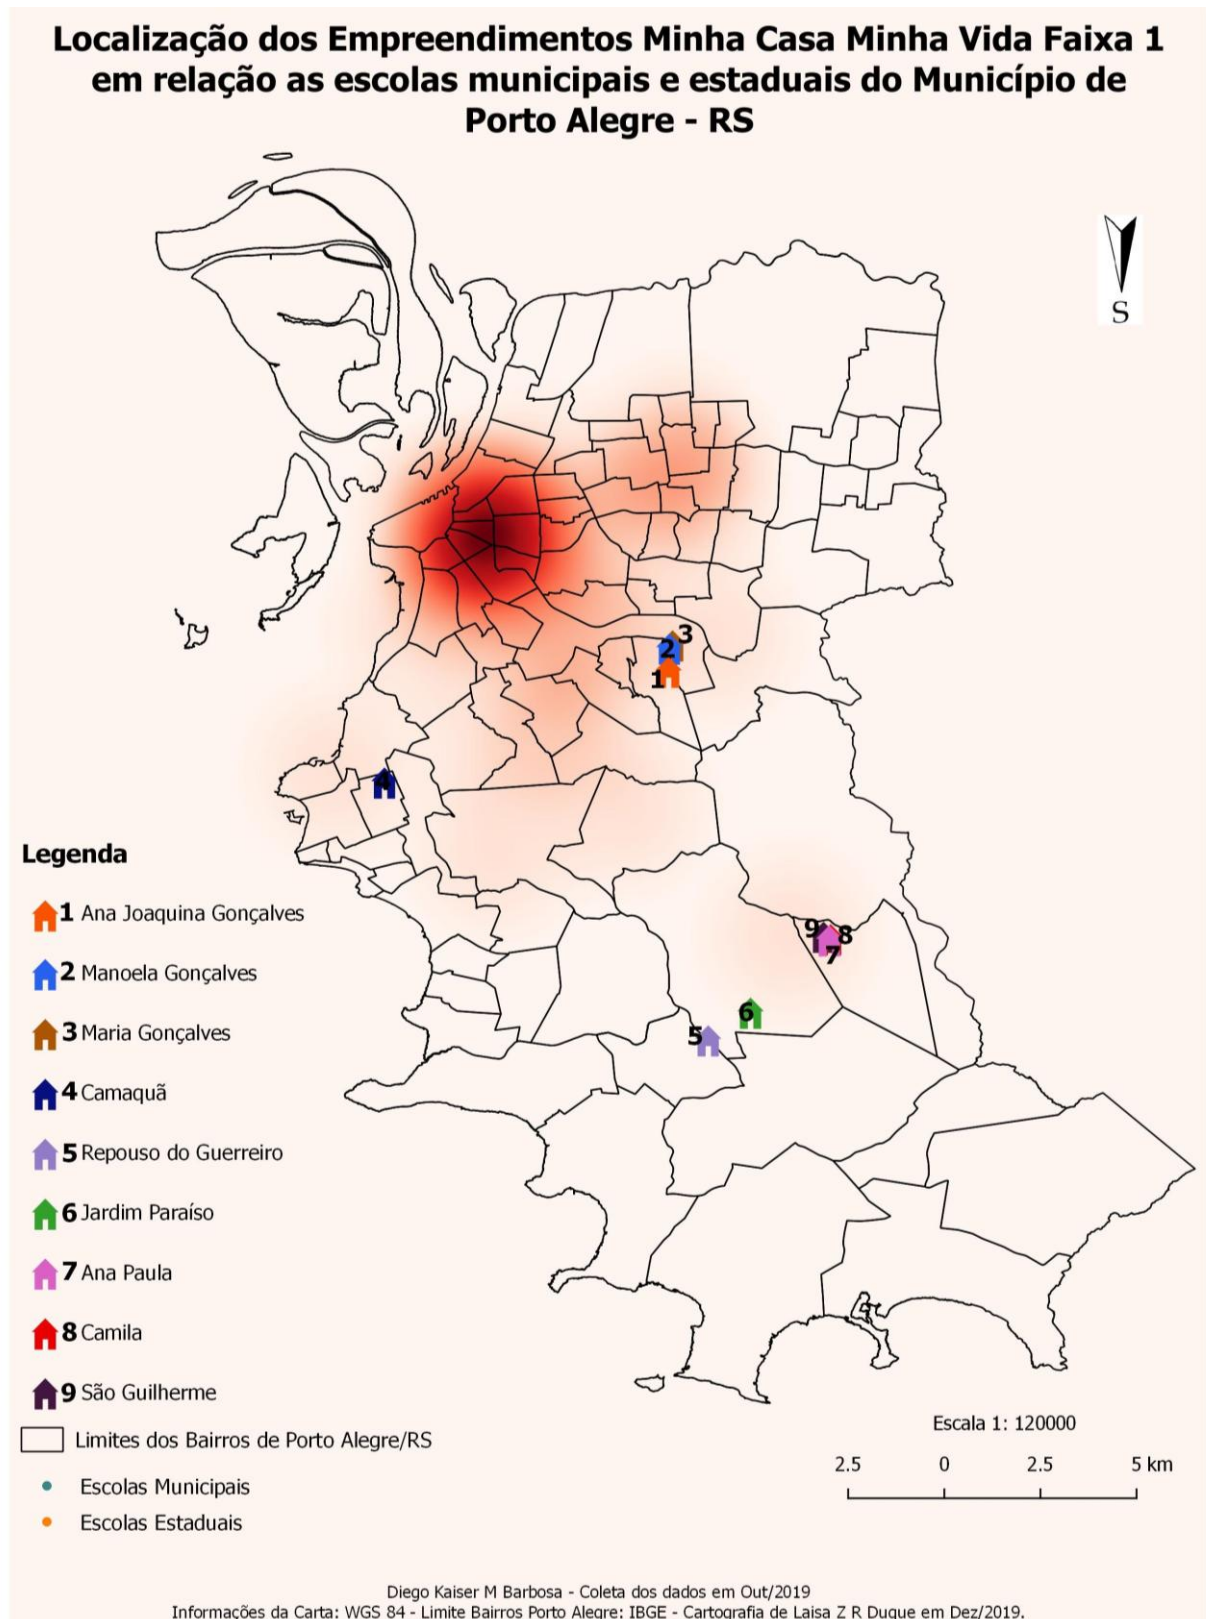 Localização dos Empreendimentos Minha Casa Minha Vida Faixa 1
em relação as escolas municipais e estaduais do Município de
Porto Alegre - RS
S
3
2
1
4
9
8
7
6
5
Legenda
1 Ana Joaquina Gonçalves
2 Manoela Gonçalves
3 Maria Gonçalves
4 Camaquã
5 Repouso do Guerreiro
6 Jardim Paraíso
7 Ana Paula
8 Camila
9 São Guilherme
Limites dos Bairros de Porto Alegre/RS
Escolas Municipais
Escolas Estaduais
Escala 1: 120000
2.5 0 2.5 5 km
Diego Kaiser M Barbosa - Coleta dos dados em Out/2019
Informações da Carta: WGS 84 - Limite Bairros Porto Alegre: IBGE - Cartografia de Laisa Z R Duque em Dez/2019.